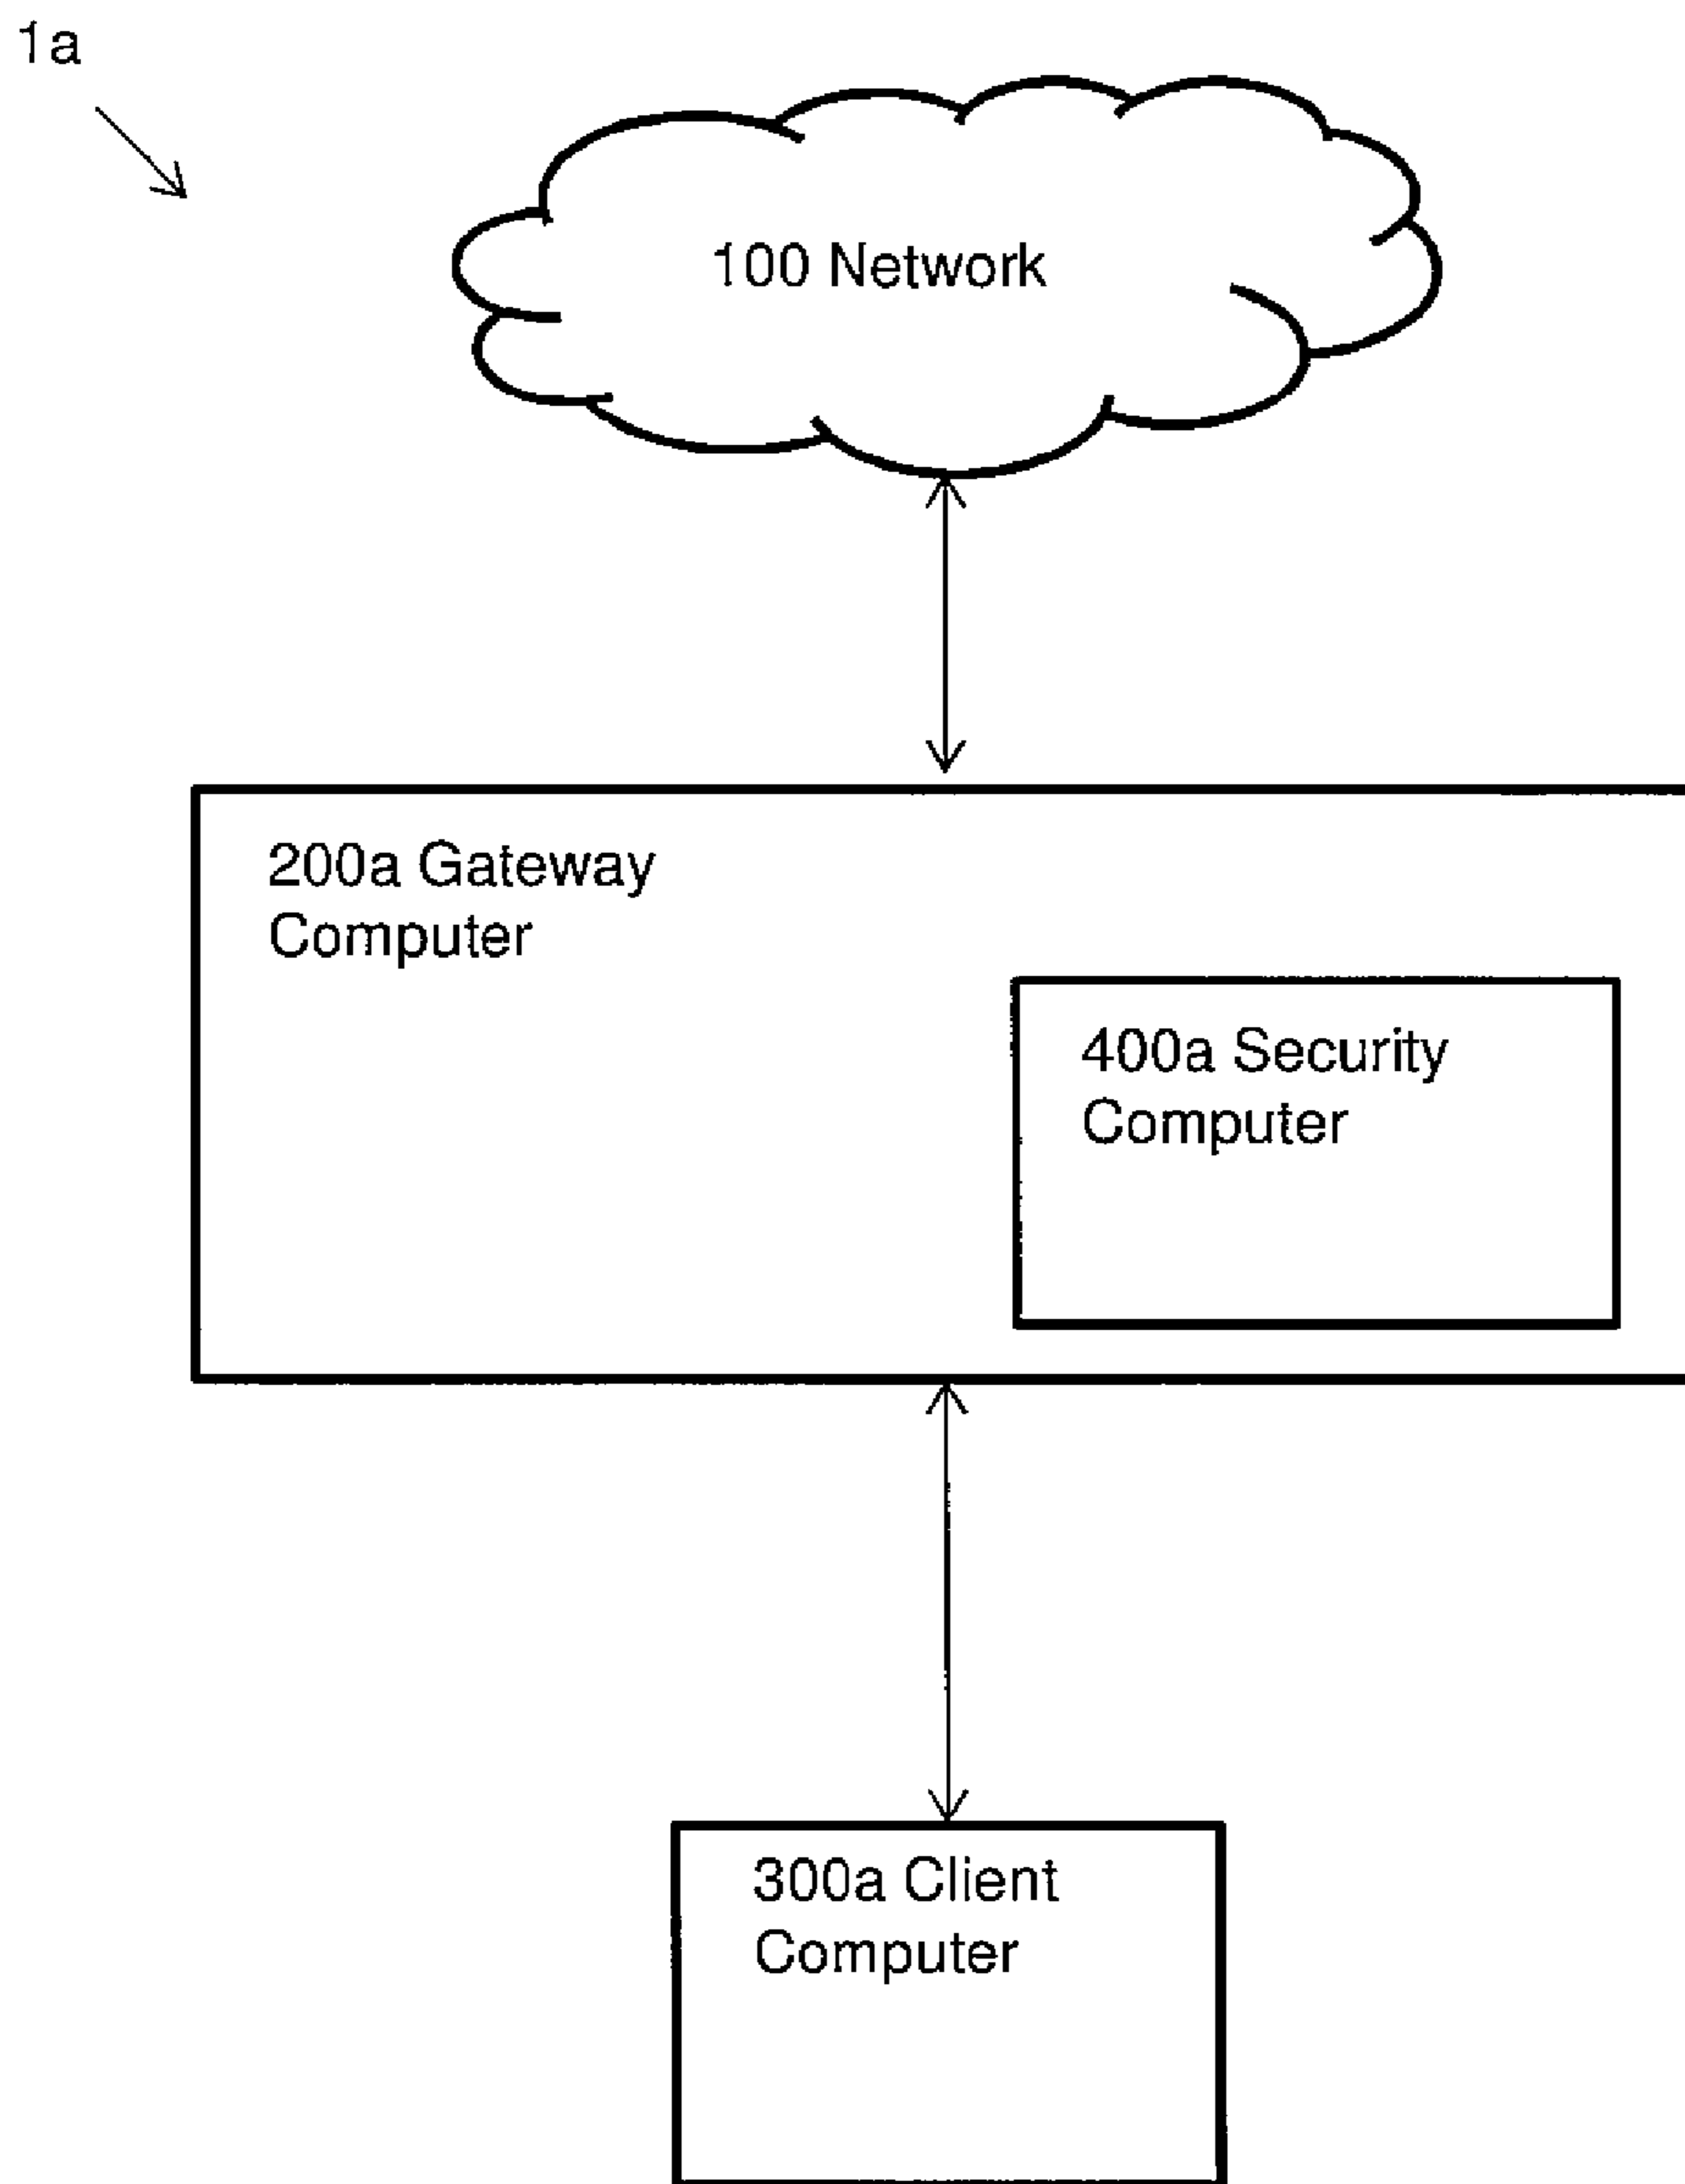 1a
100 Network
200a Gateway
Computer
400a Security
Computer
300a Client
Computer